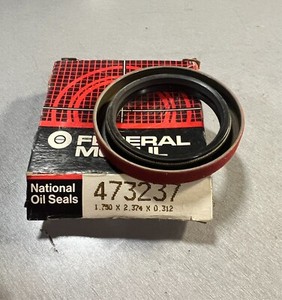 FEDERAL
MOGUL
National
Oil Seals
473237
1.750 X 2.374 X 0.312